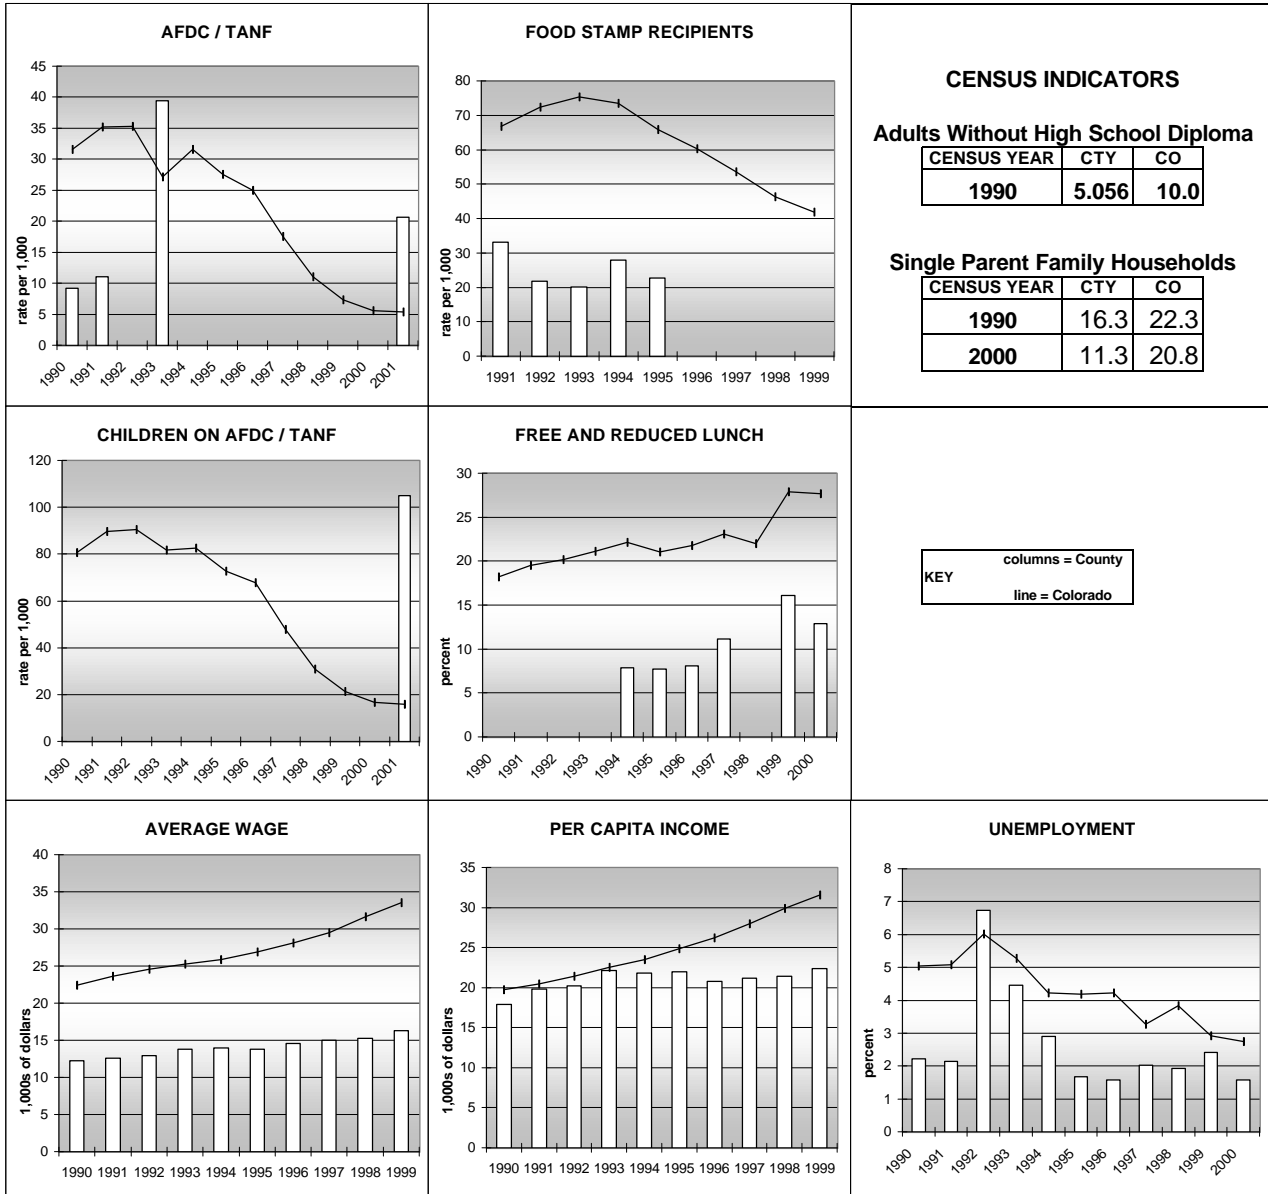 AFDC / TANF
45
40
35
30
25
20
15
10
5
0
rate per 1,000
1990 1991 1992 1993 1994 1995 1996 1997 1998 1999 2000 2001
FOOD STAMP RECIPIENTS
80
70
60
50
40
30
20
10
0
rate per 1,000
1991 1992 1993 1994 1995 1996 1997 1998 1999
CENSUS INDICATORS
Adults Without High School Diploma
CENSUS YEAR CTY CO
1990 5.056 10.0
Single Parent Family Households
CENSUS YEAR CTY CO
1990 16.3 22.3
2000 11.3 20.8
CHILDREN ON AFDC / TANF
120
100
80
60
40
20
0
rate per 1,000
1990 1991 1992 1993 1994 1995 1996 1997 1998 1999 2000 2001
FREE AND REDUCED LUNCH
30
25
20
15
10
5
0
percent
1990 1991 1992 1993 1994 1995 1996 1997 1998 1999 2000
columns = County
KEY
line = Colorado
AVERAGE WAGE
40
35
30
25
20
15
10
5
0
1,000s of dollars
1990 1991 1992 1993 1994 1995 1996 1997 1998 1999
PER CAPITA INCOME
35
30
25
20
15
10
5
0
1,000s of dollars
1990 1991 1992 1993 1994 1995 1996 1997 1998 1999
UNEMPLOYMENT
8
7
6
5
4
3
2
1
0
percent
1990 1991 1992 1993 1994 1995 1996 1997 1998 1999 2000